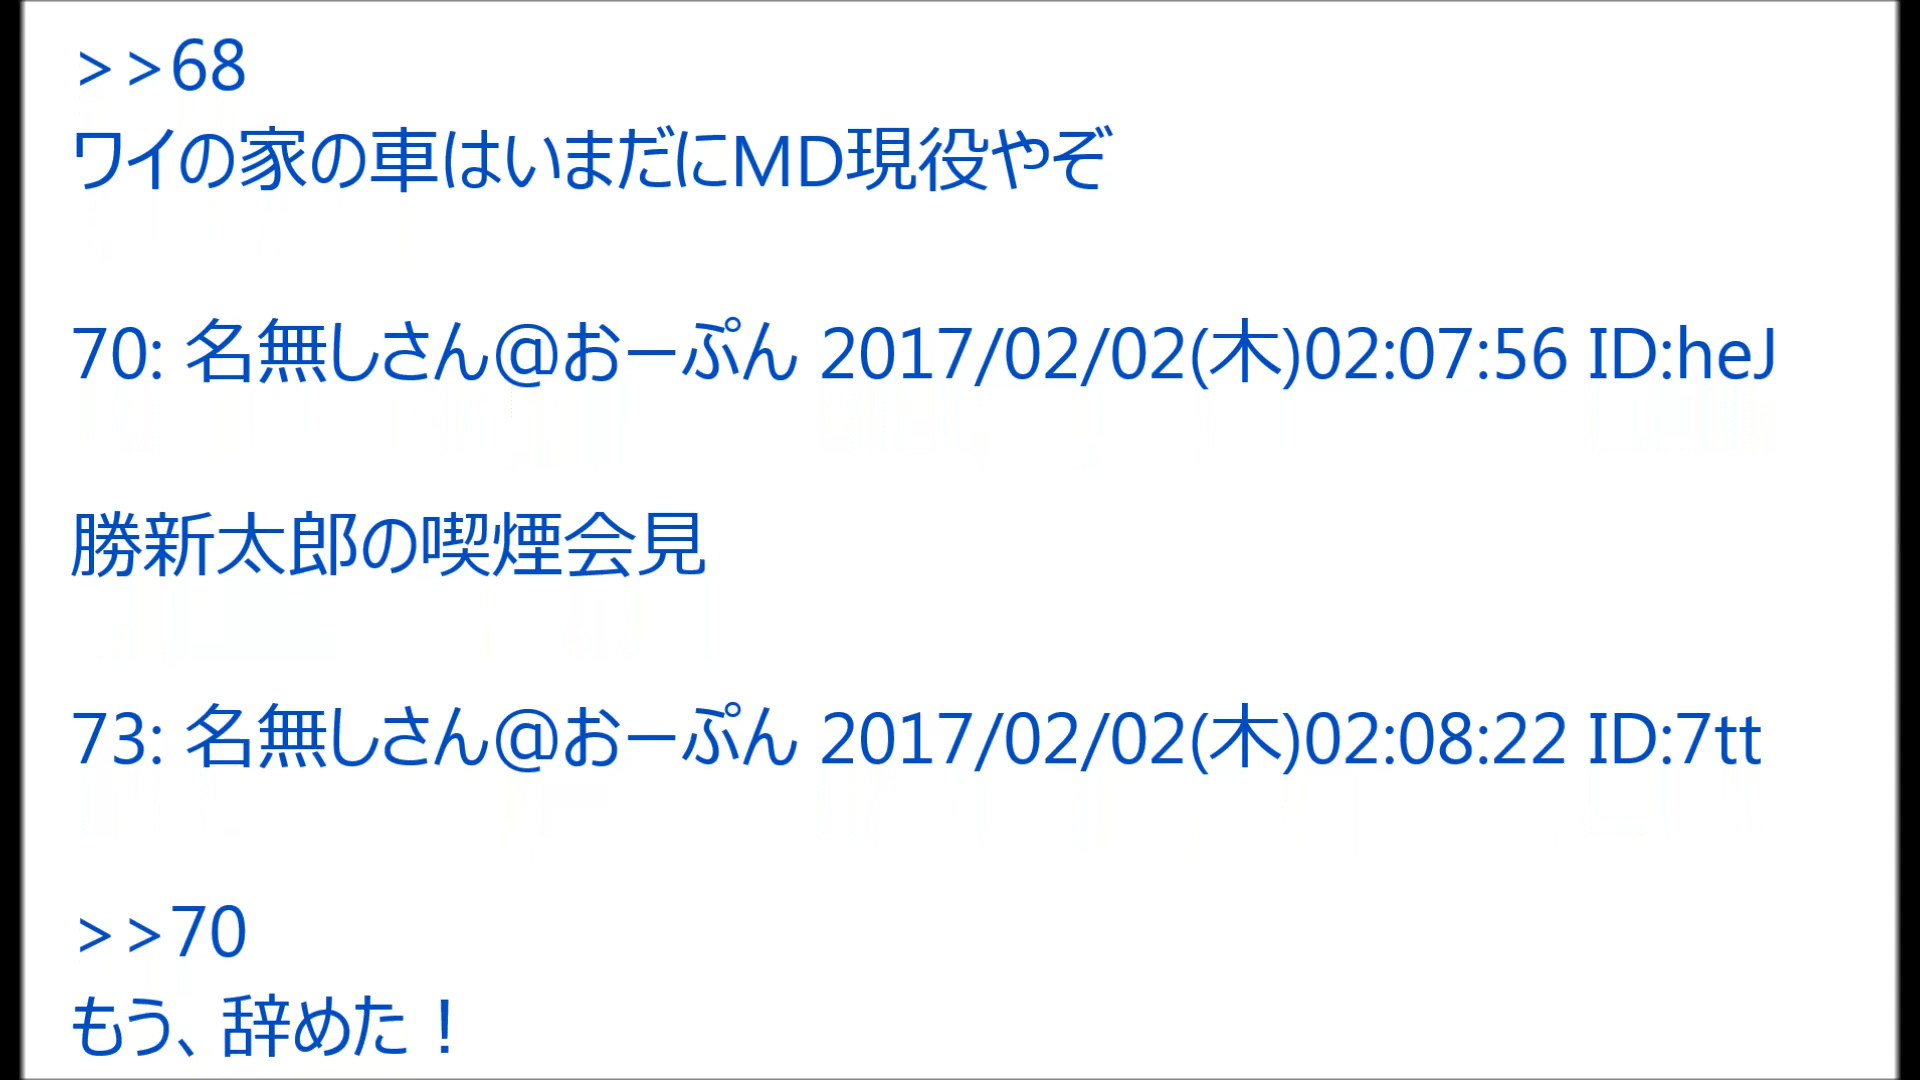 >>68
ワイの家の車はいまだにMD現役やぞ
70: 名無しさん@おーぷん 2017/02/02(木)02:07:56 ID:heJ
勝新太郎の喫煙会見
73: 名無しさん@おーぷん 2017/02/02(木)02:08:22 ID:7tt
>>70
もう、辞めた！